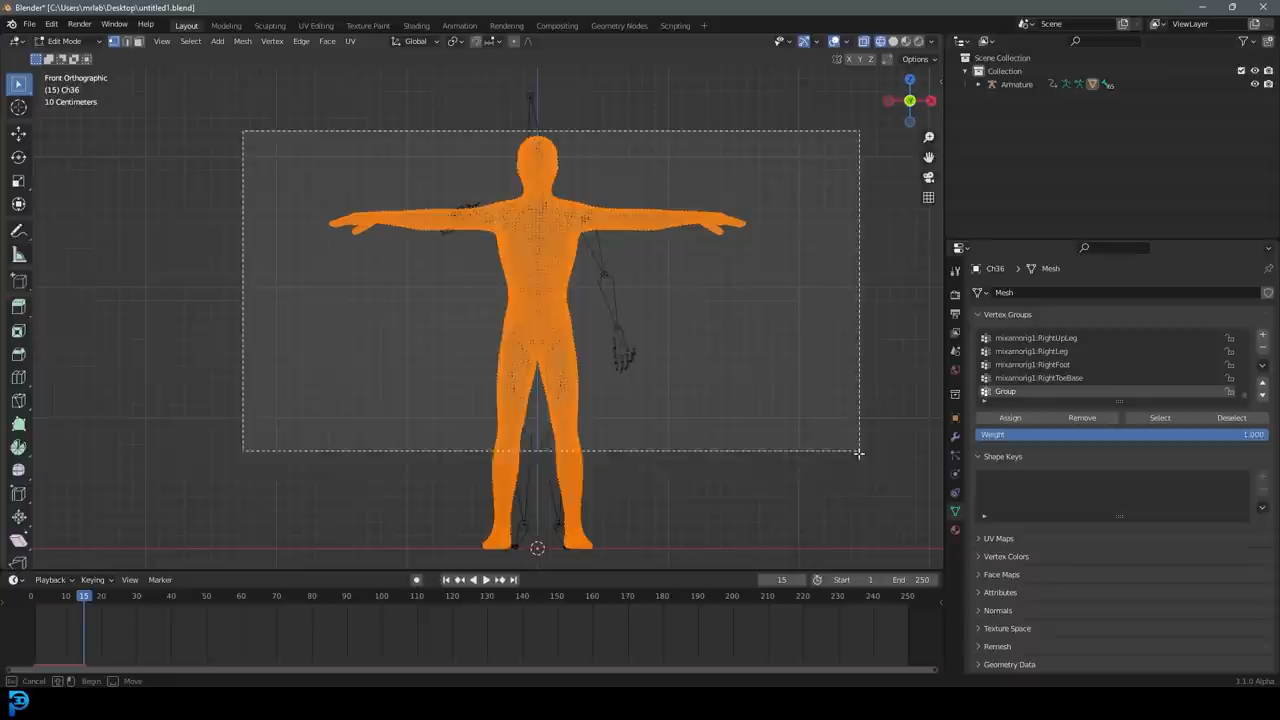 Blender* [C:\Users\mrlab\Desktop\untitled1.blend]
File Edit Render Window Help Layout Modeling Sculpting UV Editing Texture Paint Shading Animation Rendering Compositing Geometry Nodes Scripting Scene ViewLayer
Edit Mode View Select Add Mesh Vertex Edge Face UV Global
X Y Z Options
Front Orthographic
(15) Ch36
10 Centimeters
Scene Collection
Collection
Armature 65
Ch36 Mesh
Mesh
Vertex Groups
mixamorig1:RightUpLeg
mixamorig1:RightLeg
mixamorig1:RightFoot
mixamorig1:RightToeBase
Group
Assign Remove Select Deselect
Weight 1.000
Shape Keys
UV Maps
Vertex Colors
Face Maps
Attributes
Normals
Texture Space
Remesh
Geometry Data
Playback Keying View Marker 15 Start 1 End 250
0 15 20 30 40 50 60 70 80 90 100 110 120 130 140 150 160 170 180 190 200 210 220 230 240 250
Cancel Begin Move 3.1.0 Alpha